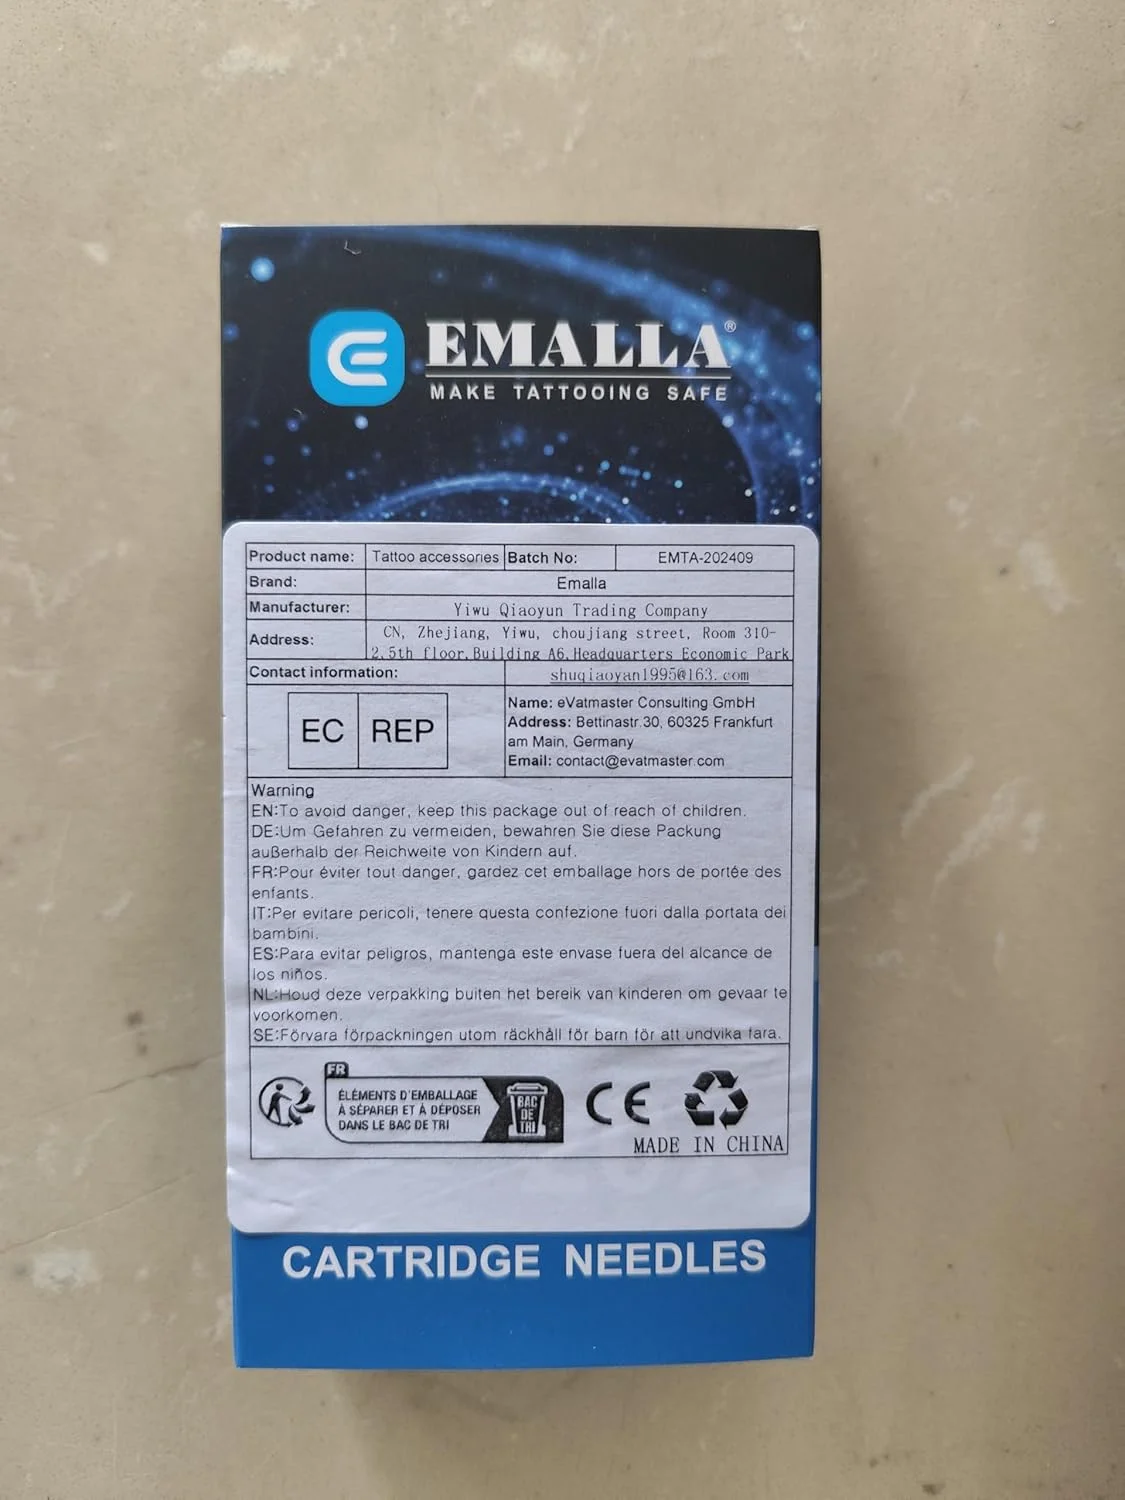 EMALLA®
MAKE TATTOOING SAFE
Product name: Tattoo accessories Batch No: EMTA-202409
Brand: Emalla
Manufacturer: Yiwu Qiaoyun Trading Company
Address: CN, Zhejiang, Yiwu, choujiang street, Room 310-
2,5th floor,Building A6,Headquarters Economic Park
Contact information: shuqiaoyan1995@163.com
EC REP
Name: eVatmaster Consulting GmbH
Address: Bettinastr.30, 60325 Frankfurt
am Main, Germany
Email: contact@evatmaster.com
Warning
EN:To avoid danger, keep this package out of reach of children.
DE:Um Gefahren zu vermeiden, bewahren Sie diese Packung
außerhalb der Reichweite von Kindern auf.
FR:Pour éviter tout danger, gardez cet emballage hors de portée des
enfants.
IT:Per evitare pericoli, tenere questa confezione fuori dalla portata dei
bambini.
ES:Para evitar peligros, mantenga este envase fuera del alcance de
los niños.
NL:Houd deze verpakking buiten het bereik van kinderen om gevaar te
voorkomen.
SE:Förvara förpackningen utom räckhåll för barn för att undvika fara.
FR
ÉLÉMENTS D'EMBALLAGE
À SÉPARER ET À DÉPOSER
DANS LE BAC DE TRI
BAC
DE
TRI
CE
MADE IN CHINA
CARTRIDGE NEEDLES